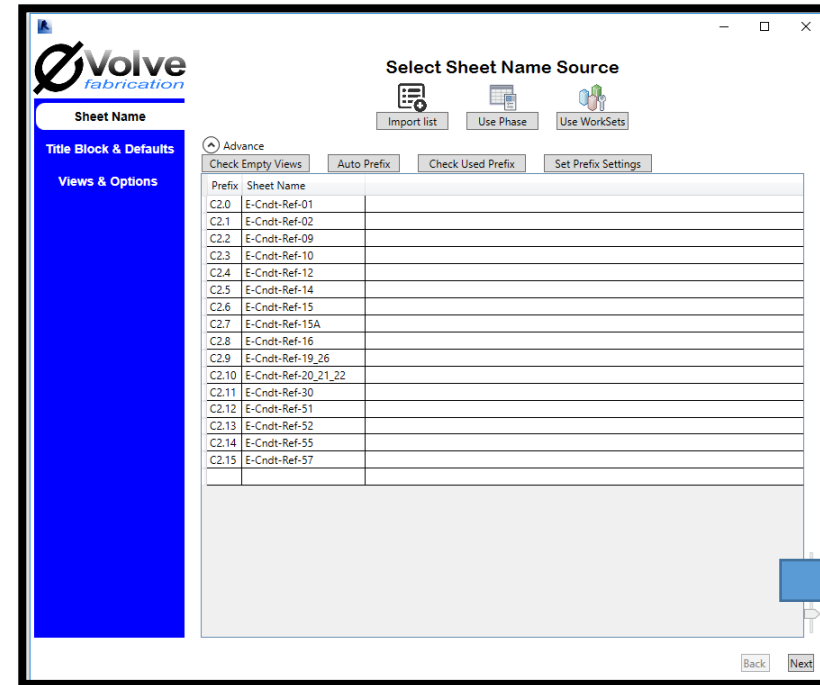 ØVolve
fabrication
Select Sheet Name Source
Import list Use Phase Use WorkSets
Sheet Name
Title Block & Defaults
Views & Options
Advance
Check Empty Views Auto Prefix Check Used Prefix Set Prefix Settings
Prefix Sheet Name
C2.0 E-Cndt-Ref-01
C2.1 E-Cndt-Ref-02
C2.2 E-Cndt-Ref-09
C2.3 E-Cndt-Ref-10
C2.4 E-Cndt-Ref-12
C2.5 E-Cndt-Ref-14
C2.6 E-Cndt-Ref-15
C2.7 E-Cndt-Ref-15A
C2.8 E-Cndt-Ref-16
C2.9 E-Cndt-Ref-19_26
C2.10 E-Cndt-Ref-20_21_22
C2.11 E-Cndt-Ref-30
C2.12 E-Cndt-Ref-51
C2.13 E-Cndt-Ref-52
C2.14 E-Cndt-Ref-55
C2.15 E-Cndt-Ref-57
Back Next